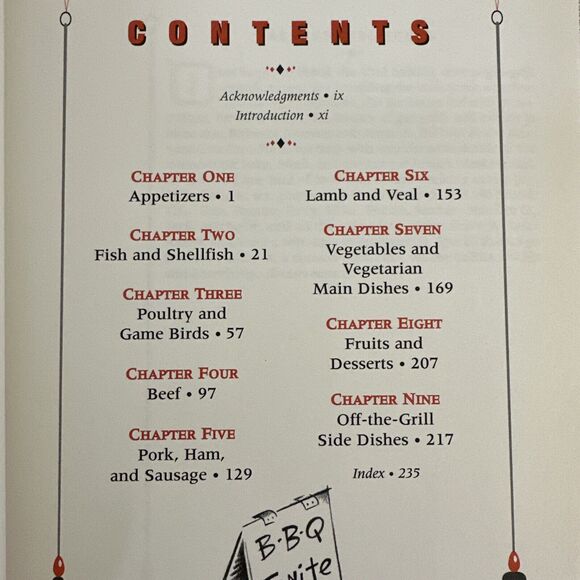 CONTENTS
Acknowledgments • ix
Introduction • xi
CHAPTER ONE
Appetizers • 1
CHAPTER TWO
Fish and Shellfish • 21
CHAPTER THREE
Poultry and
Game Birds • 57
CHAPTER FOUR
Beef • 97
CHAPTER FIVE
Pork, Ham,
and Sausage • 129
CHAPTER SIX
Lamb and Veal • 153
CHAPTER SEVEN
Vegetables and
Vegetarian
Main Dishes • 169
CHAPTER EIGHT
Fruits and
Desserts • 207
CHAPTER NINE
Off-the-Grill
Side Dishes • 217
Index • 235
B-B-Q